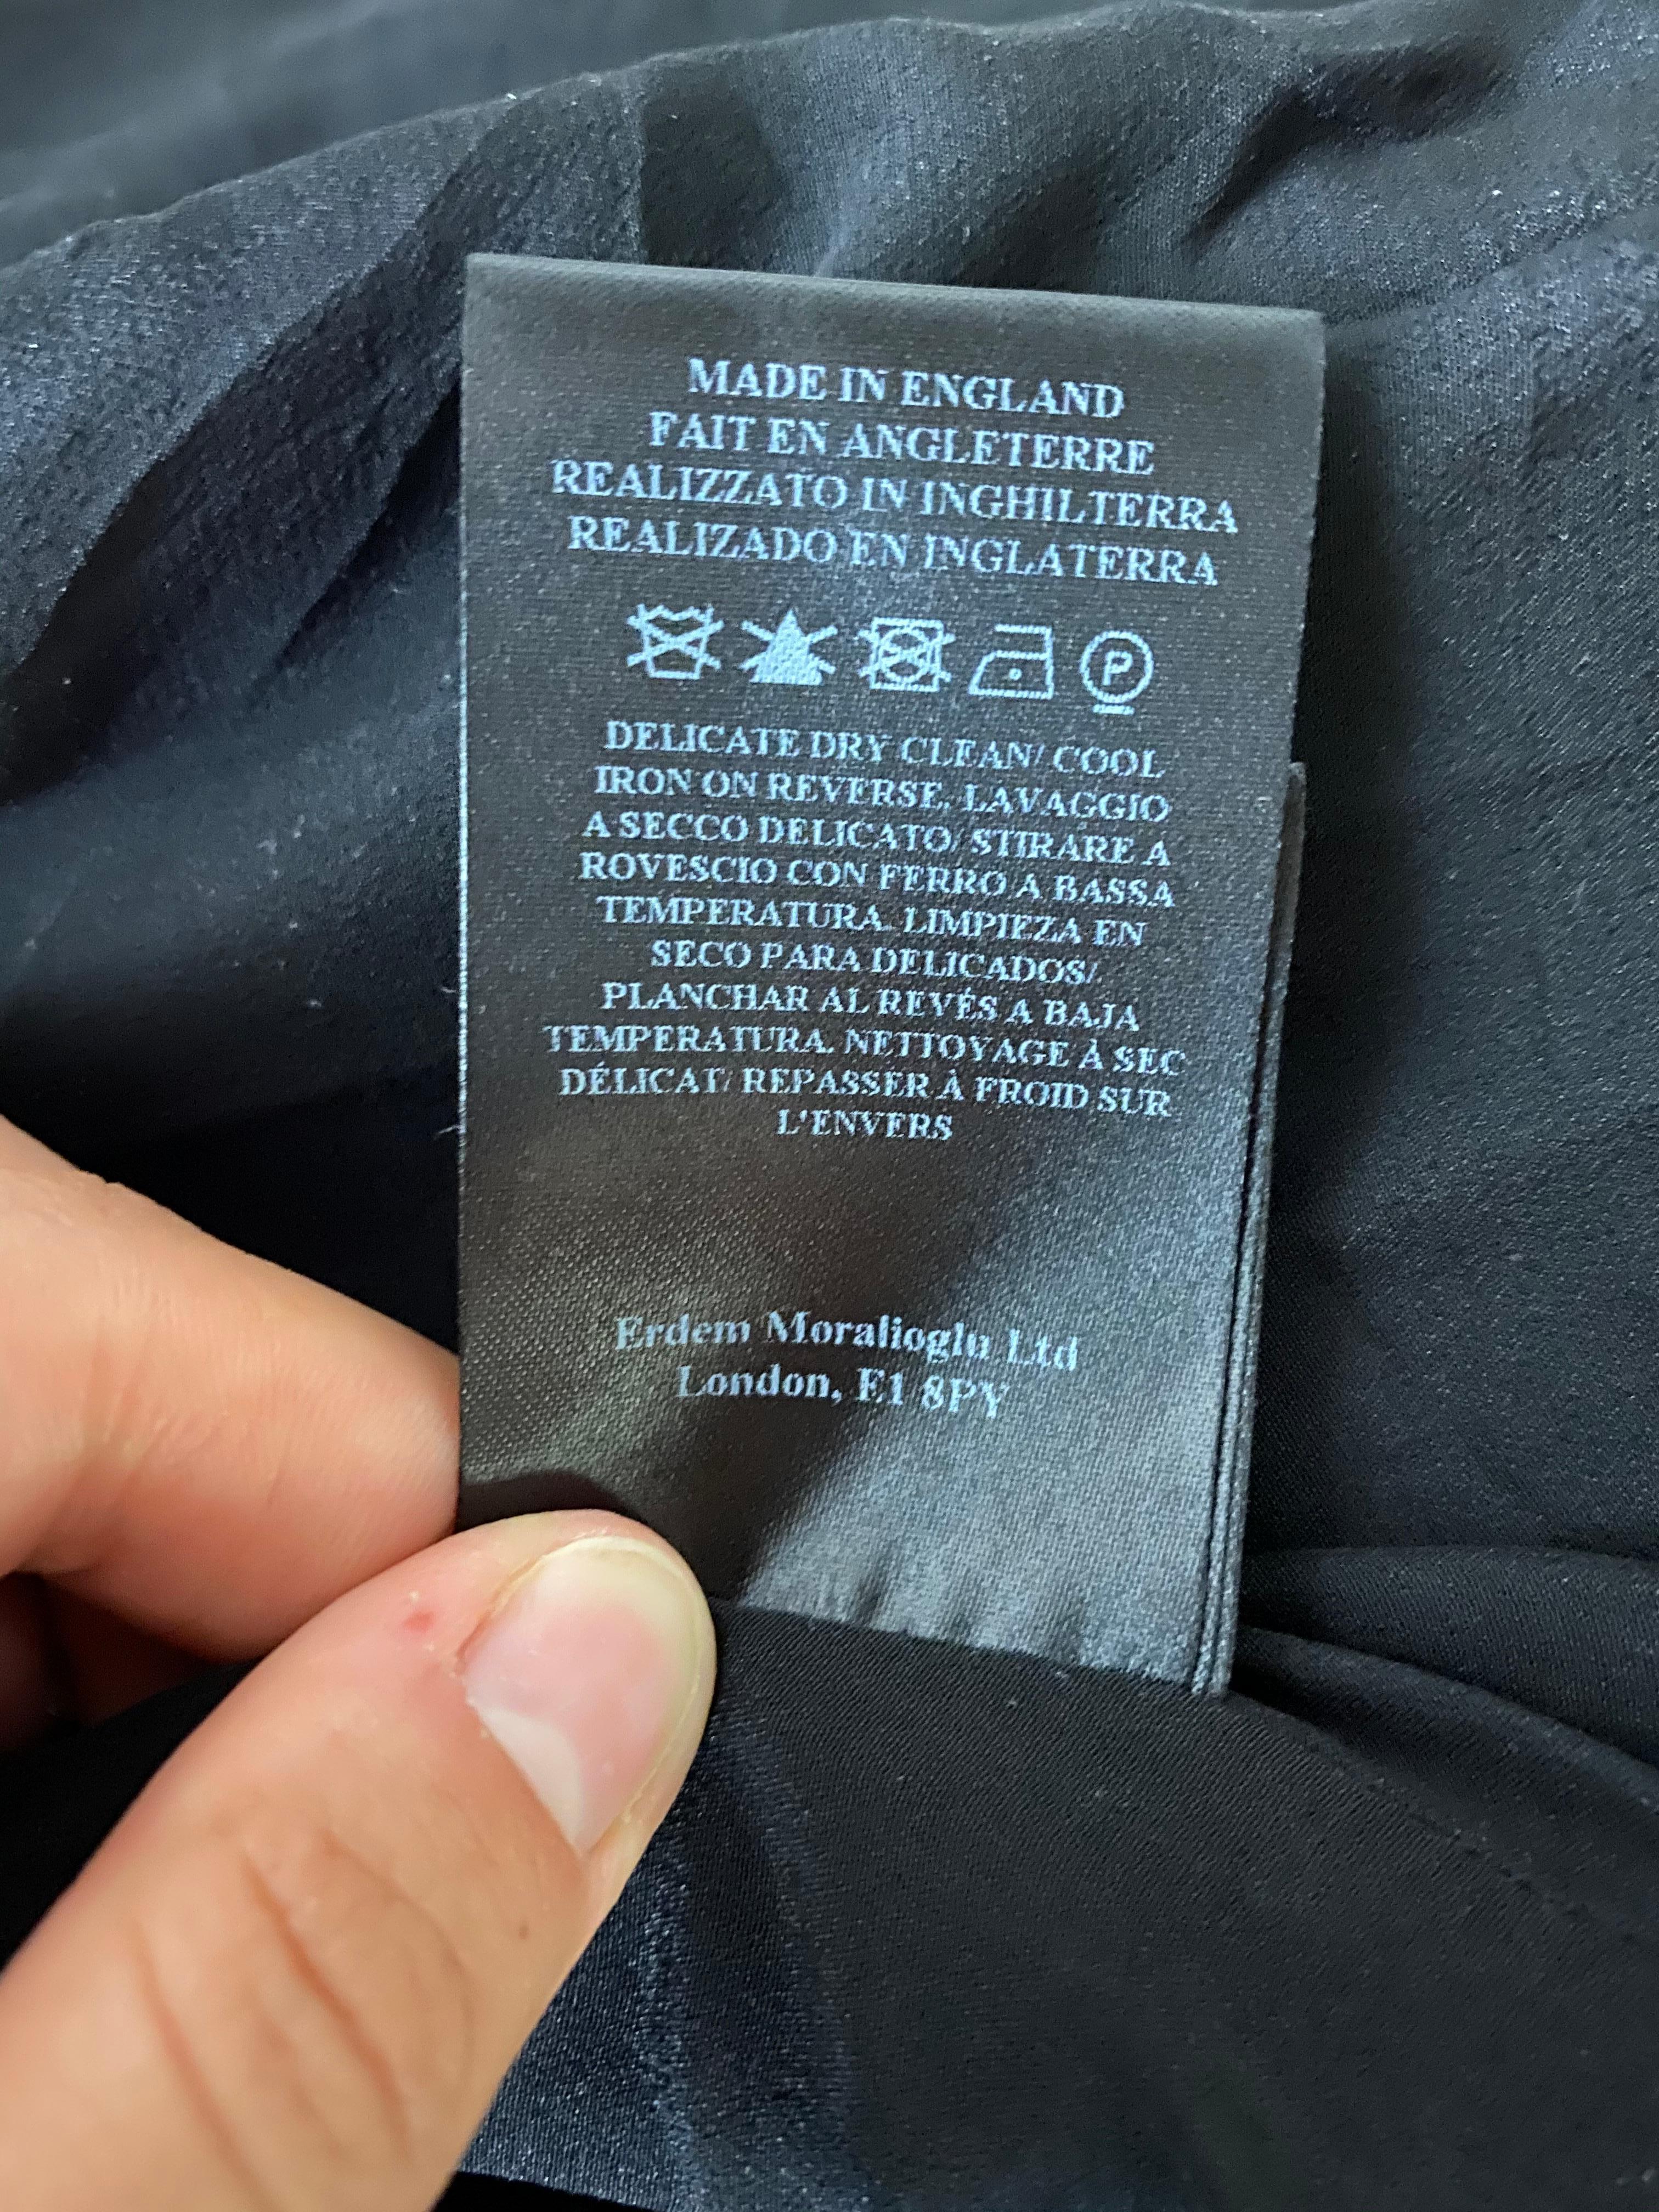 MADE IN ENGLAND
FAIT EN ANGLETERRE
REALIZZATO IN INGHILTERRA
REALIZADO EN INGLATERRA
P
DELICATE DRY CLEAN/ COOL
IRON ON REVERSE. LAVAGGIO
A SECCO DELICATO/ STIRARE A
ROVESCIO CON FERRO A BASSA
TEMPERATURA. LIMPIEZA EN
SECO PARA DELICADOS/
PLANCHAR AL REVÉS A BAJA
TEMPERATURA. NETTOYAGE À SEC
DÉLICAT/ REPASSER À FROID SUR
L'ENVERS
Erdem Moralioglu Ltd
London, E1 8PY